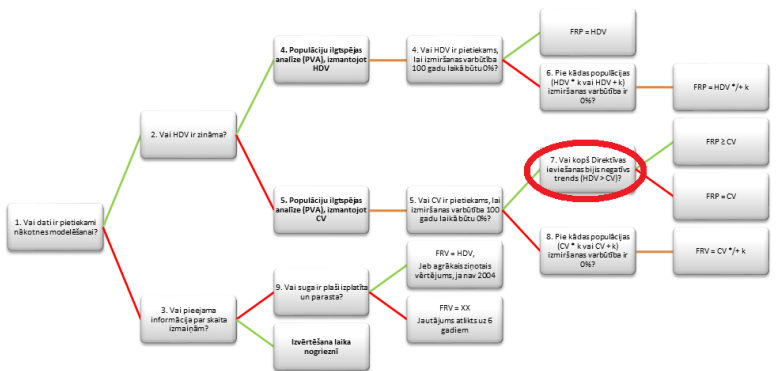 1. Vai dati ir pietiekami
nākotnes modelēšanai?
2. Vai HDV ir zināma?
3. Vai pieejama
informācija par skaita
izmaiņām?
4. Populāciju ilgtspējas
analīze (PVA), izmantojot
HDV
4. Vai HDV ir pietiekams,
lai izmiršanas varbūtība
100 gadu laikā būtu 0%?
FRP = HDV
6. Pie kādas populācijas
(HDV * k vai HDV + k)
izmiršanas varbūtība ir
0%?
FRP = HDV */+ k
5. Populāciju ilgtspējas
analīze (PVA), izmantojot
CV
5. Vai CV ir pietiekams, lai
izmiršanas varbūtība 100
gadu laikā būtu 0%?
7. Vai kopš Direktīvas
ieviešanas bijis negatīvs
trends (HDV > CV)?
FRP ≥ CV
FRP = CV
8. Pie kādas populācijas
(CV * k vai CV + k)
izmiršanas varbūtība ir
0%?
FRV = CV */+ k
9. Vai suga ir plaši izplatīta
un parasta?
FRV = HDV,
Jeb agrākais ziņotais
vērtējums, ja nav 2004
FRV = XX
Jautājums atlikts uz 6
gadiem
Izvērtēšana laika
nogrieznī